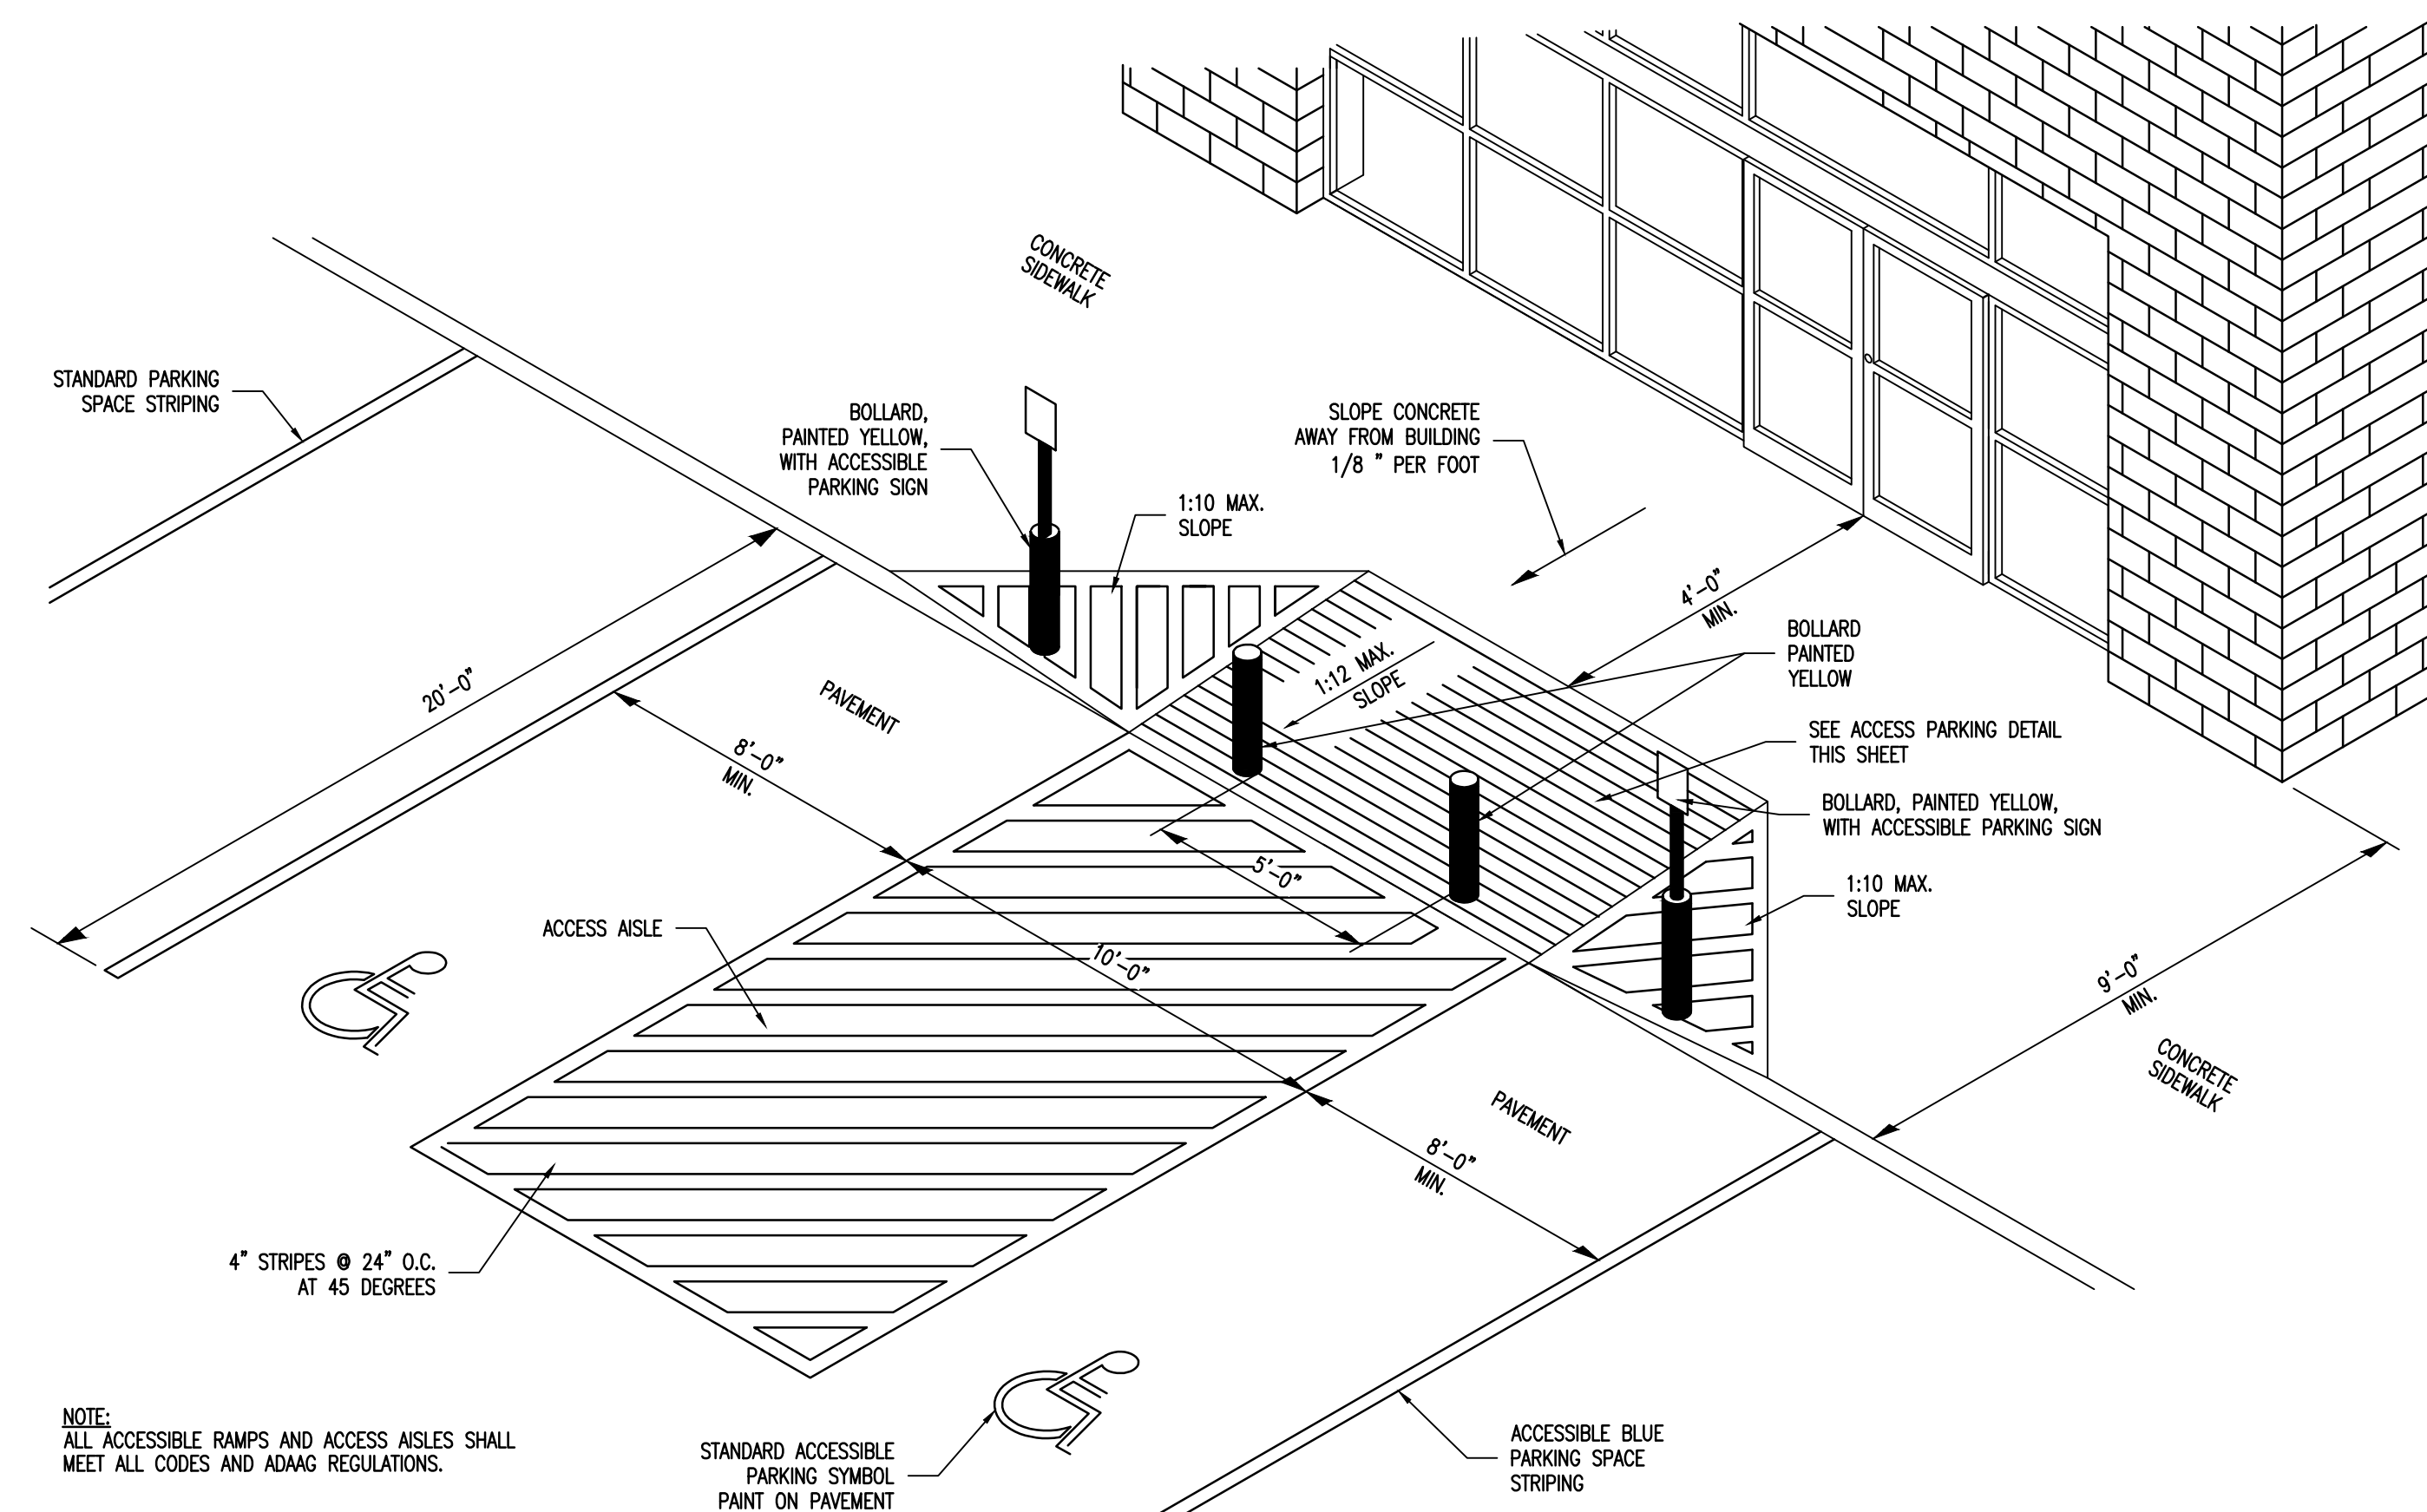 CONCRETE
SIDEWALK
STANDARD PARKING
SPACE STRIPING
BOLLARD,
PAINTED YELLOW,
WITH ACCESSIBLE
PARKING SIGN
SLOPE CONCRETE
AWAY FROM BUILDING
1/8 " PER FOOT
1:10 MAX.
SLOPE
4'-0"
MIN.
BOLLARD
PAINTED
YELLOW
1:12 MAX.
SLOPE
20'-0"
PAVEMENT
8'-0"
MIN.
SEE ACCESS PARKING DETAIL
THIS SHEET
BOLLARD, PAINTED YELLOW,
WITH ACCESSIBLE PARKING SIGN
5'-0"
1:10 MAX.
SLOPE
ACCESS AISLE
10'-0"
9'-0"
MIN.
CONCRETE
SIDEWALK
PAVEMENT
8'-0"
MIN.
4" STRIPES @ 24" O.C.
AT 45 DEGREES
NOTE:
ALL ACCESSIBLE RAMPS AND ACCESS AISLES SHALL
MEET ALL CODES AND ADAAG REGULATIONS.
STANDARD ACCESSIBLE
PARKING SYMBOL
PAINT ON PAVEMENT
ACCESSIBLE BLUE
PARKING SPACE
STRIPING